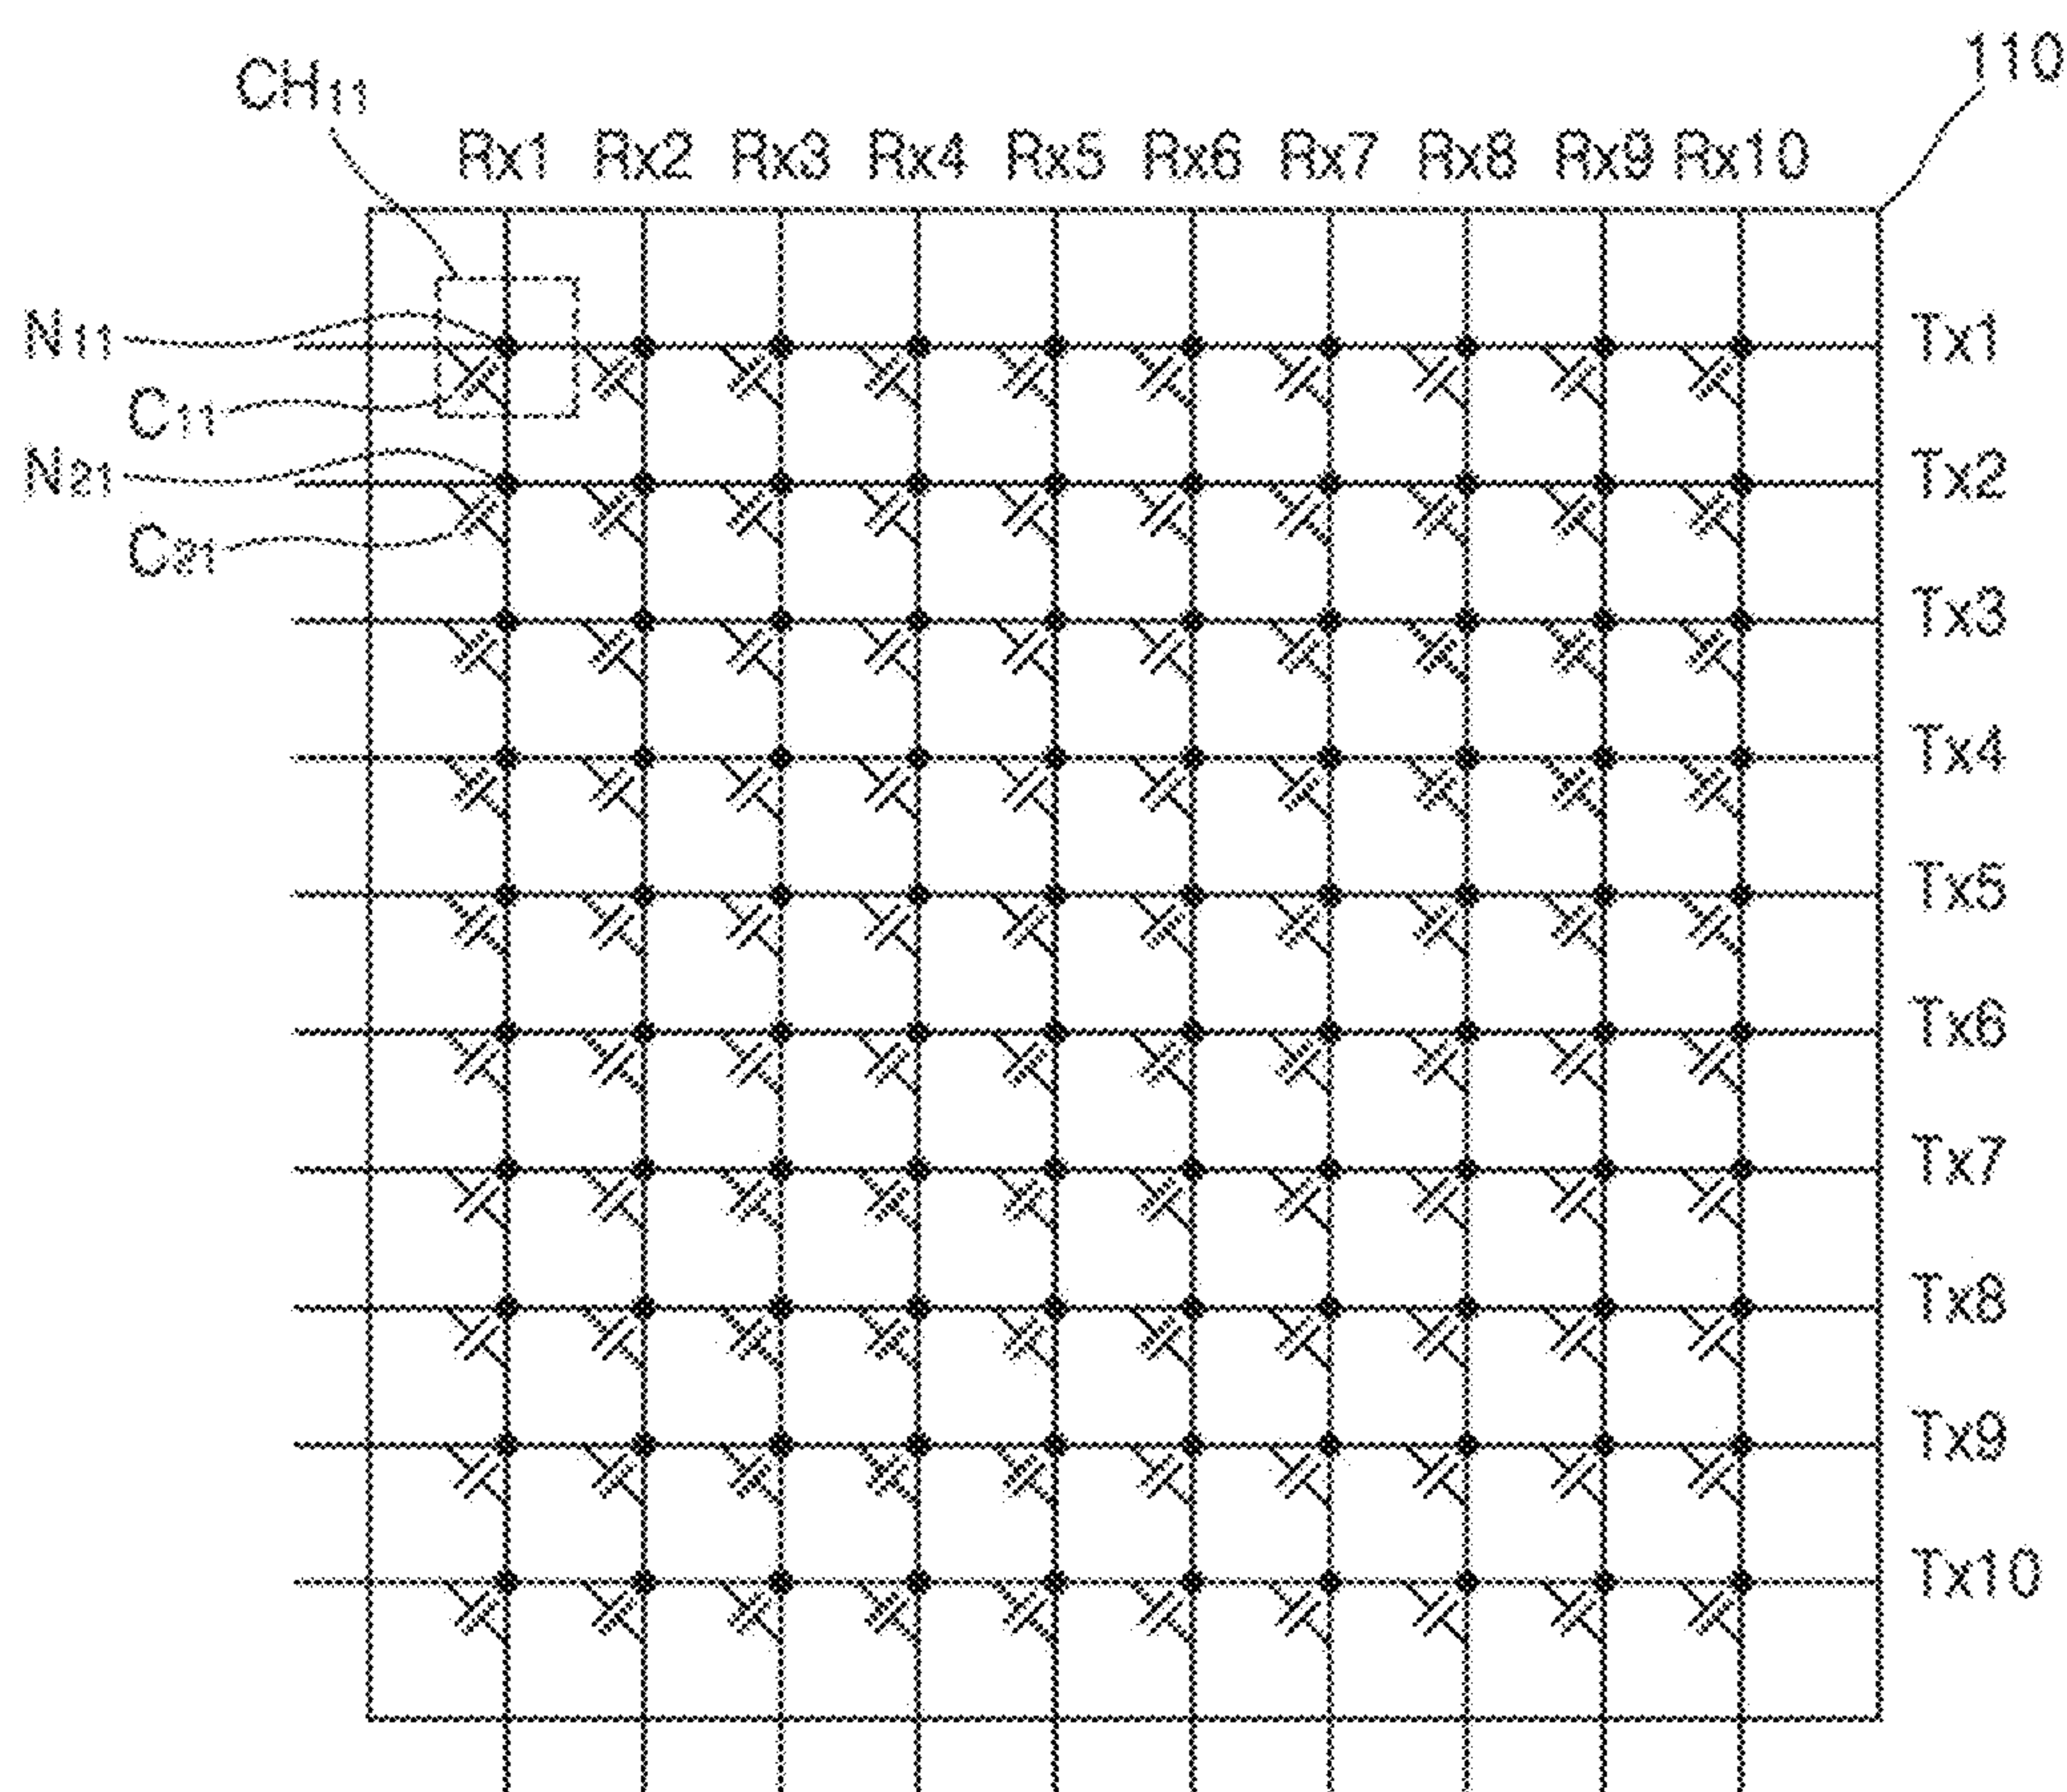 110
CH11
Rx1 Rx2 Rx3 Rx4 Rx5 Rx6 Rx7 Rx8 Rx9 Rx10
N11
Tx1
C11
N21
Tx2
C21
Tx3
Tx4
Tx5
Tx6
Tx7
Tx8
Tx9
Tx10